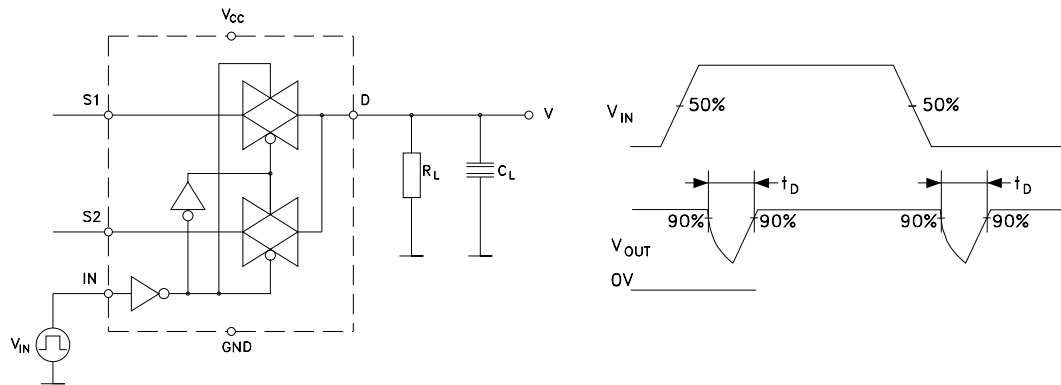 VCC
S1
D
V
RL
CL
S2
IN
VIN
GND
VIN
50%
50%
tD
tD
90%
90%
90%
90%
VOUT
0V